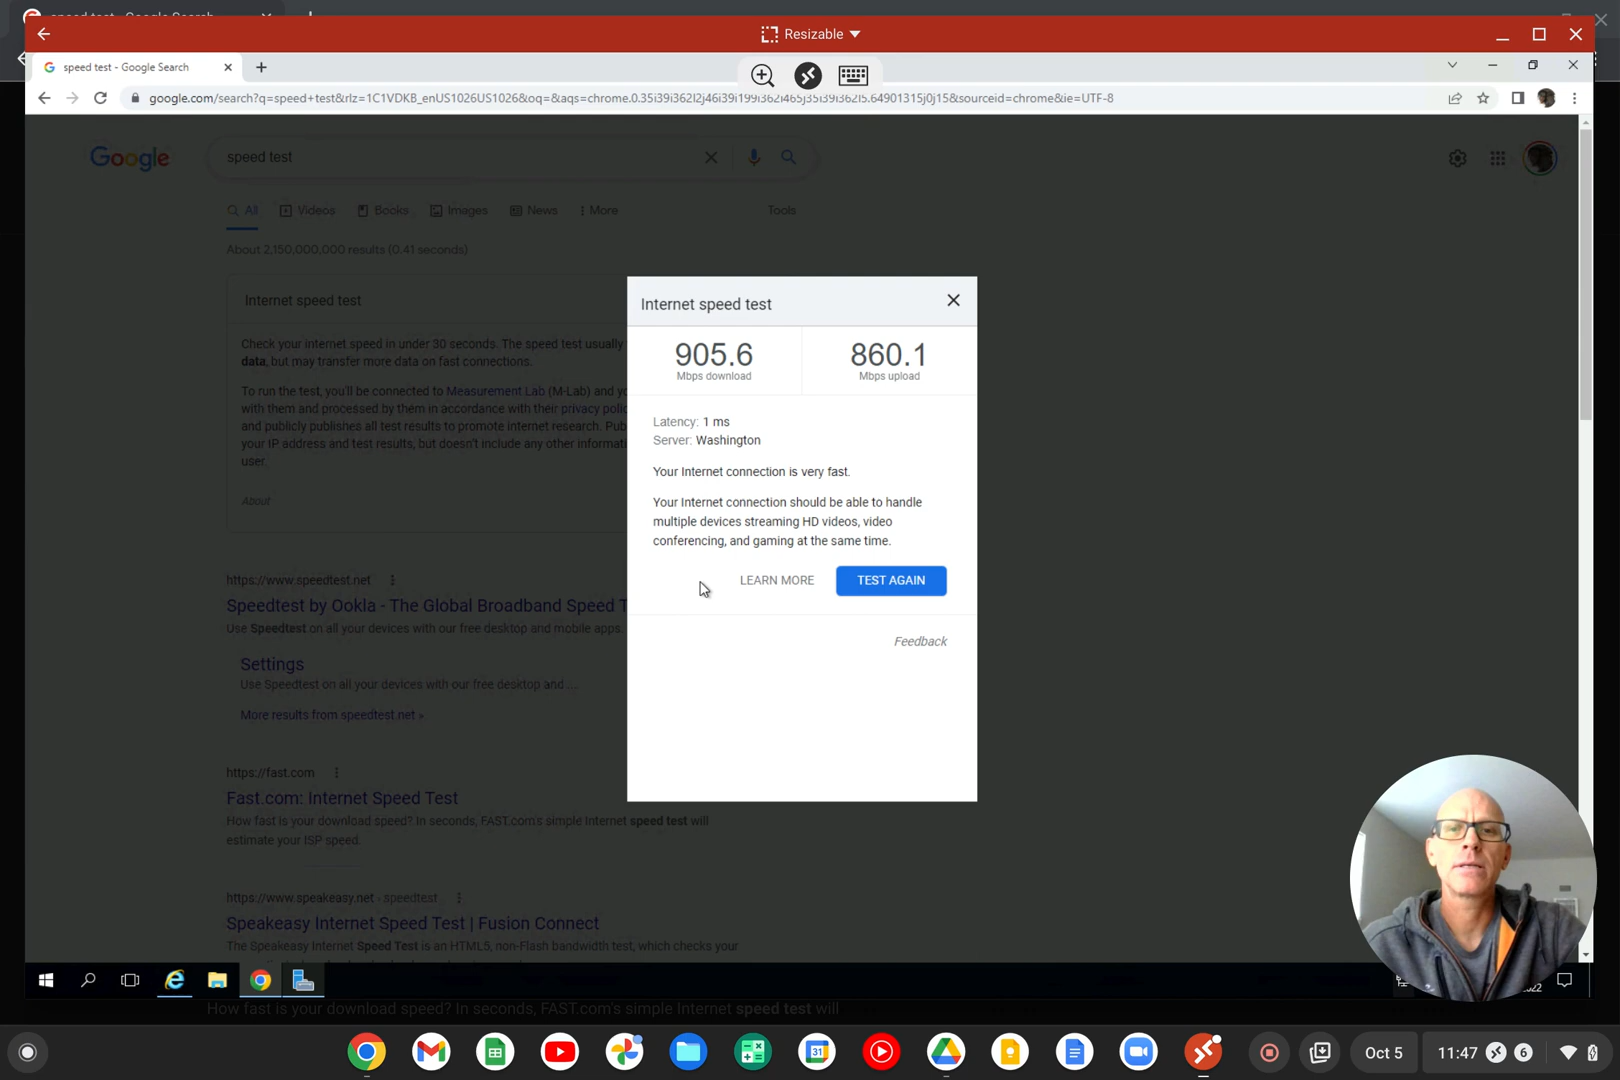 speed test - Google Search
Resizable
speed test - Google Search
google.com/search?q=speed+test&rlz=1C1VDKB_enUS1026US1026&oq=&aqs=chrome.0.35i39i362l2j46i39i199i362i465j35i39i362l5.64901315j0j15&sourceid=chrome&ie=UTF-8
Google
speed test
All
Videos
Books
Images
News
More
Tools
About 2,150,000,000 results (0.41 seconds)
Internet speed test
Check your internet speed in under 30 seconds. The speed test usually
data, but may transfer more data on fast connections.
To run the test, you'll be connected to Measurement Lab (M-Lab) and
with them and processed by them in accordance with their privacy
and publicly publishes all test results to promote internet research.
your IP address and test results, but doesn't include any other
user.
About
Internet speed test
905.6
Mbps download
860.1
Mbps upload
Latency: 1 ms
Server: Washington
Your Internet connection is very fast.
Your Internet connection should be able to handle
multiple devices streaming HD videos, video
conferencing, and gaming at the same time.
LEARN MORE
TEST AGAIN
Feedback
https://www.speedtest.net
Speedtest by Ookla - The Global Broadband Speed T
Use Speedtest on all your devices with our free desktop and mobile apps.
Settings
Use Speedtest on all your devices with our free desktop and ...
More results from speedtest.net »
https://fast.com
Fast.com: Internet Speed Test
How fast is your download speed? In seconds, FAST.com's simple Internet speed test will
estimate your ISP speed.
https://www.speakeasy.net › speedtest
Speakeasy Internet Speed Test | Fusion Connect
The Speakeasy Internet Speed Test is an HTML5, non-Flash bandwidth test, which checks your
2022
How fast is your download speed? In seconds, FAST.com's simple Internet speed test will
31
Oct 5
11:47
6